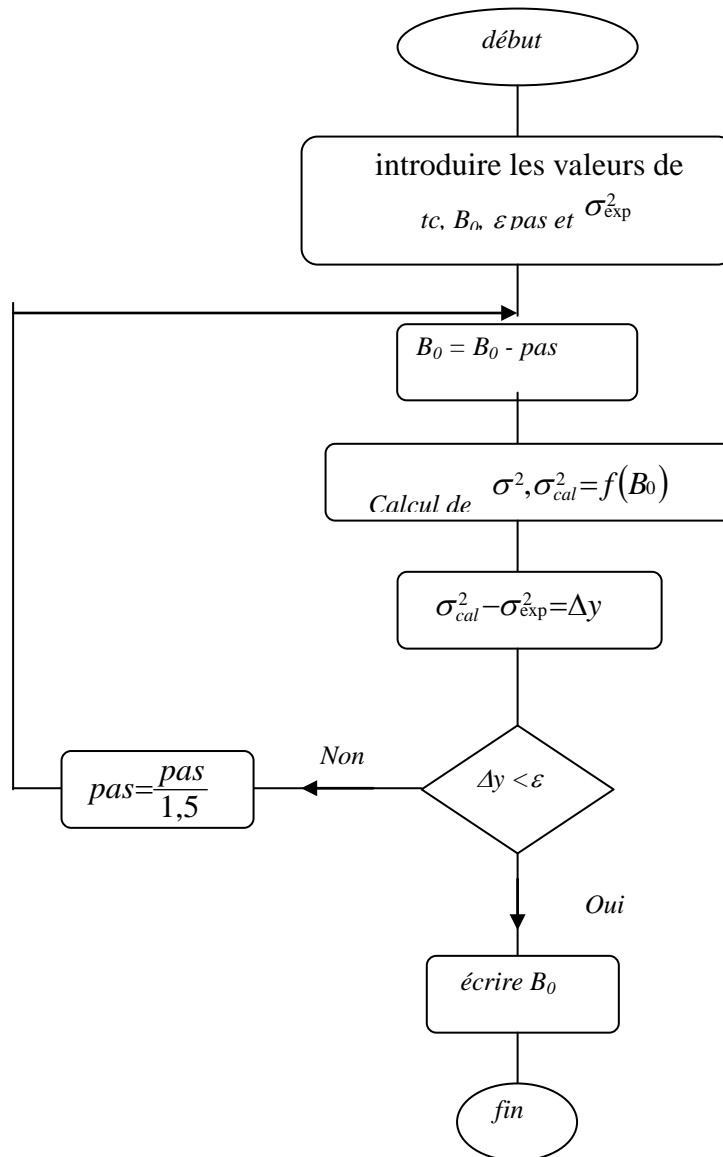 début
introduire les valeurs de
tc, B₀, ε pas et σ²exp
B₀ = B₀ - pas
Calcul de σ², σ²cal = f(B₀)
σ²cal − σ²exp = Δy
Non
Δy < ε
pas = pas / 1,5
Oui
écrire B₀
fin